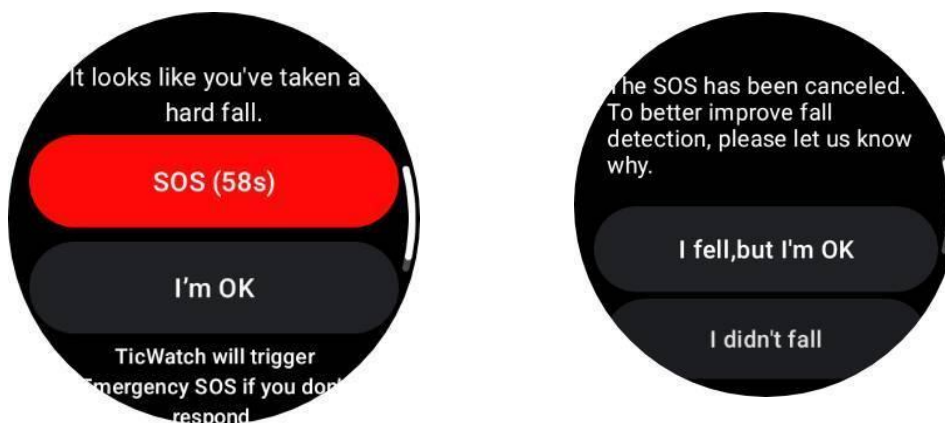 It looks like you've taken a
hard fall.
SOS (58s)
I'm OK
TicWatch will trigger
Emergency SOS if you don't
respond
The SOS has been canceled.
To better improve fall
detection, please let us know
why.
I fell,but I'm OK
I didn't fall